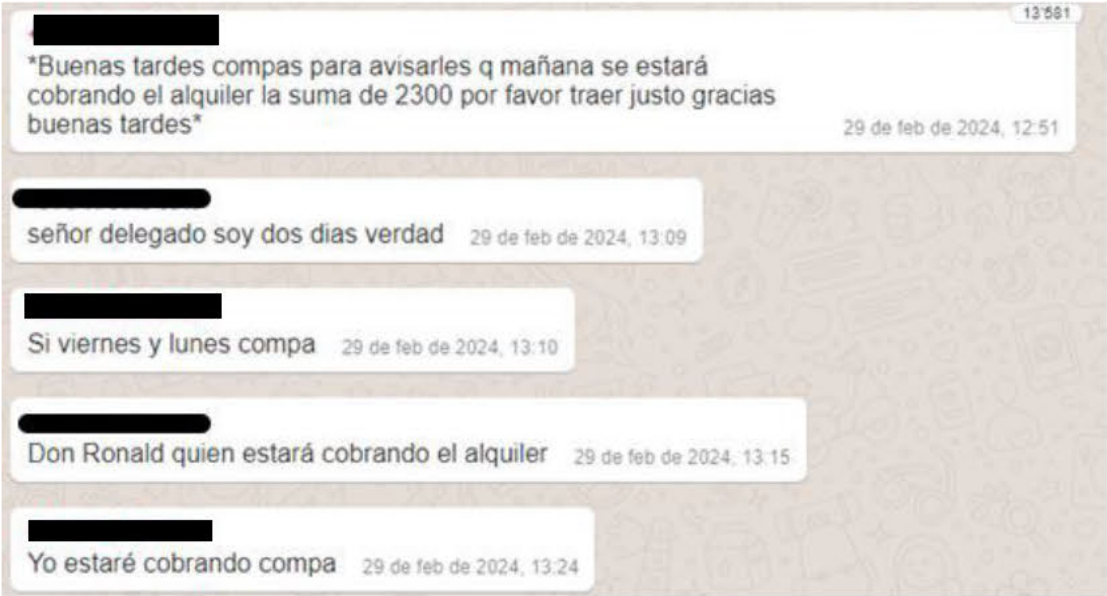 13:581
*Buenas tardes compas para avisarles q mañana se estará
cobrando el alquiler la suma de 2300 por favor traer justo gracias
buenas tardes*
29 de feb de 2024, 12:51
señor delegado soy dos dias verdad 29 de feb de 2024, 13:09
Si viernes y lunes compa 29 de feb de 2024, 13:10
Don Ronald quien estará cobrando el alquiler 29 de feb de 2024, 13:15
Yo estaré cobrando compa 29 de feb de 2024, 13:24